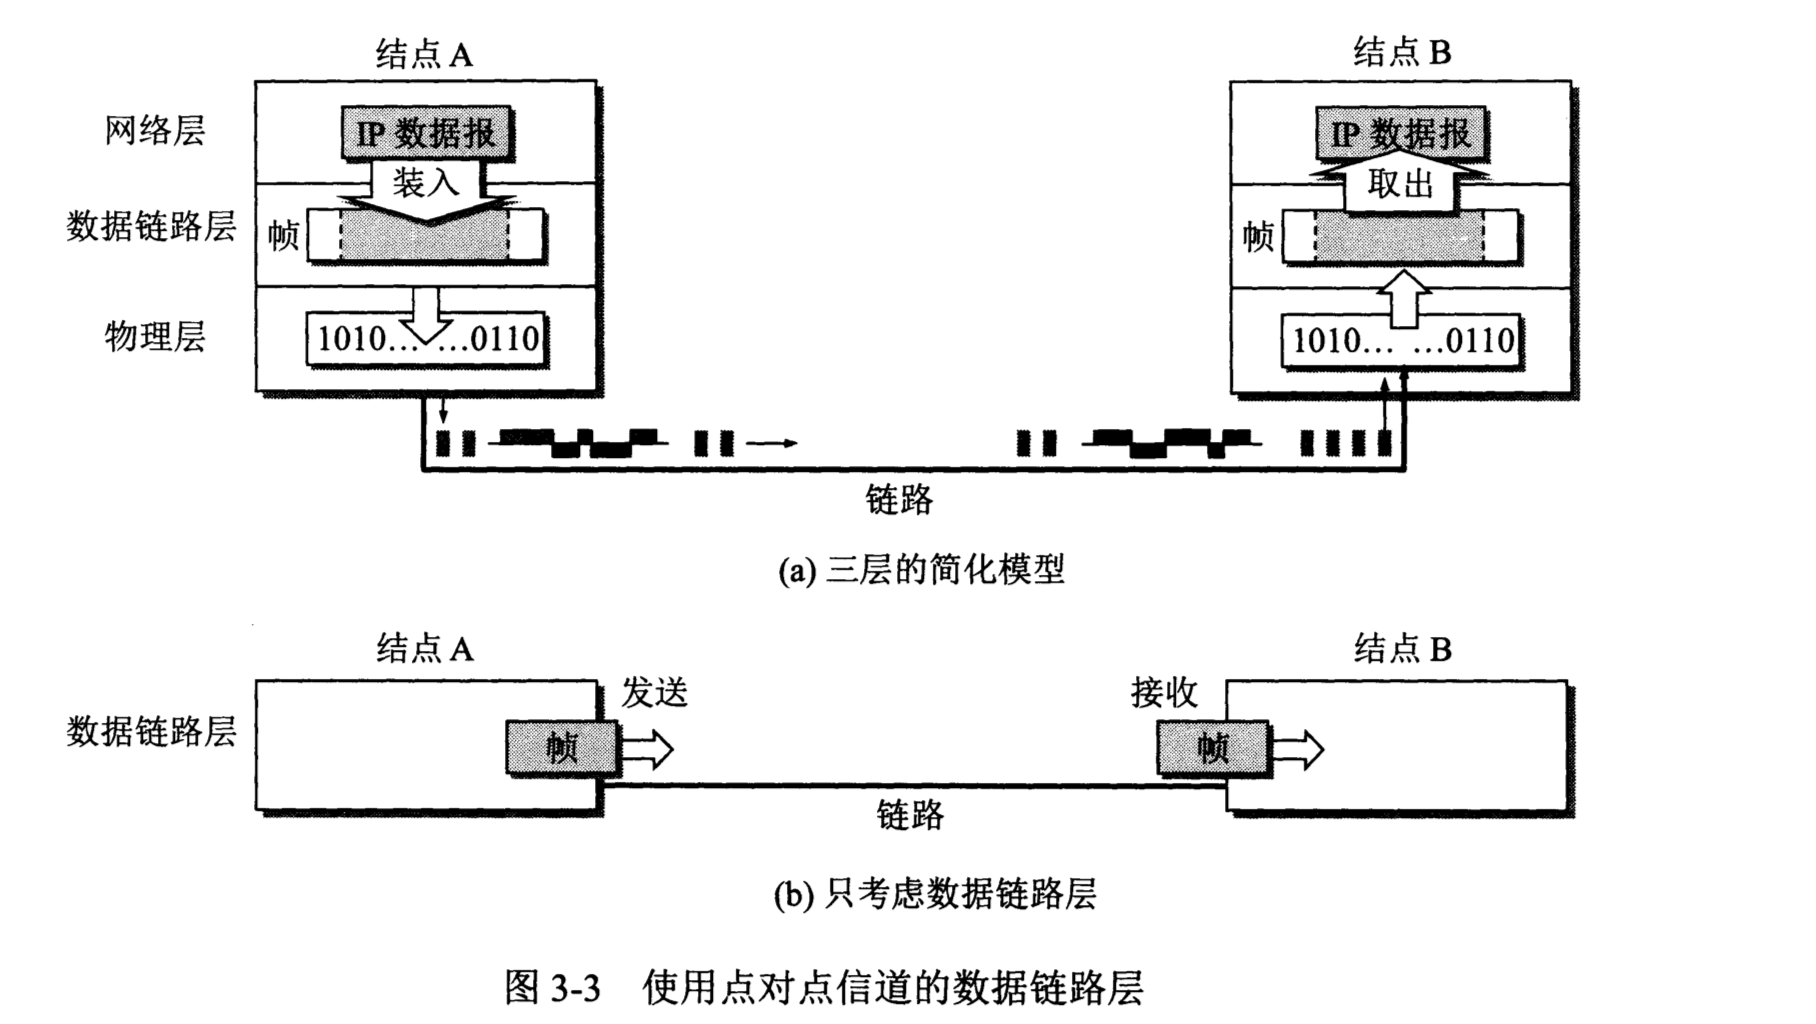 结点 A
结点 B
网络层
IP 数据报
IP 数据报
装入
取出
数据链路层
帧
帧
物理层
1010... ...0110
1010... ...0110
链路
(a) 三层的简化模型
结点 A
结点 B
发送
接收
数据链路层
帧
帧
链路
(b) 只考虑数据链路层
图 3-3 使用点对点信道的数据链路层